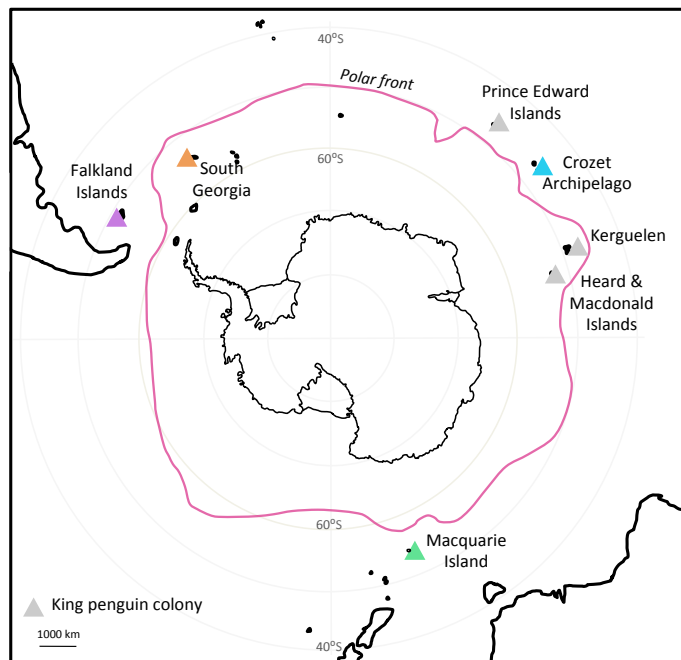 40°S
Polar front
Prince Edward
Islands
60°S
Crozet
Archipelago
Falkland
Islands
South
Georgia
Kerguelen
Heard &
Macdonald
Islands
60°S
Macquarie
Island
King penguin colony
1000 km
40°S